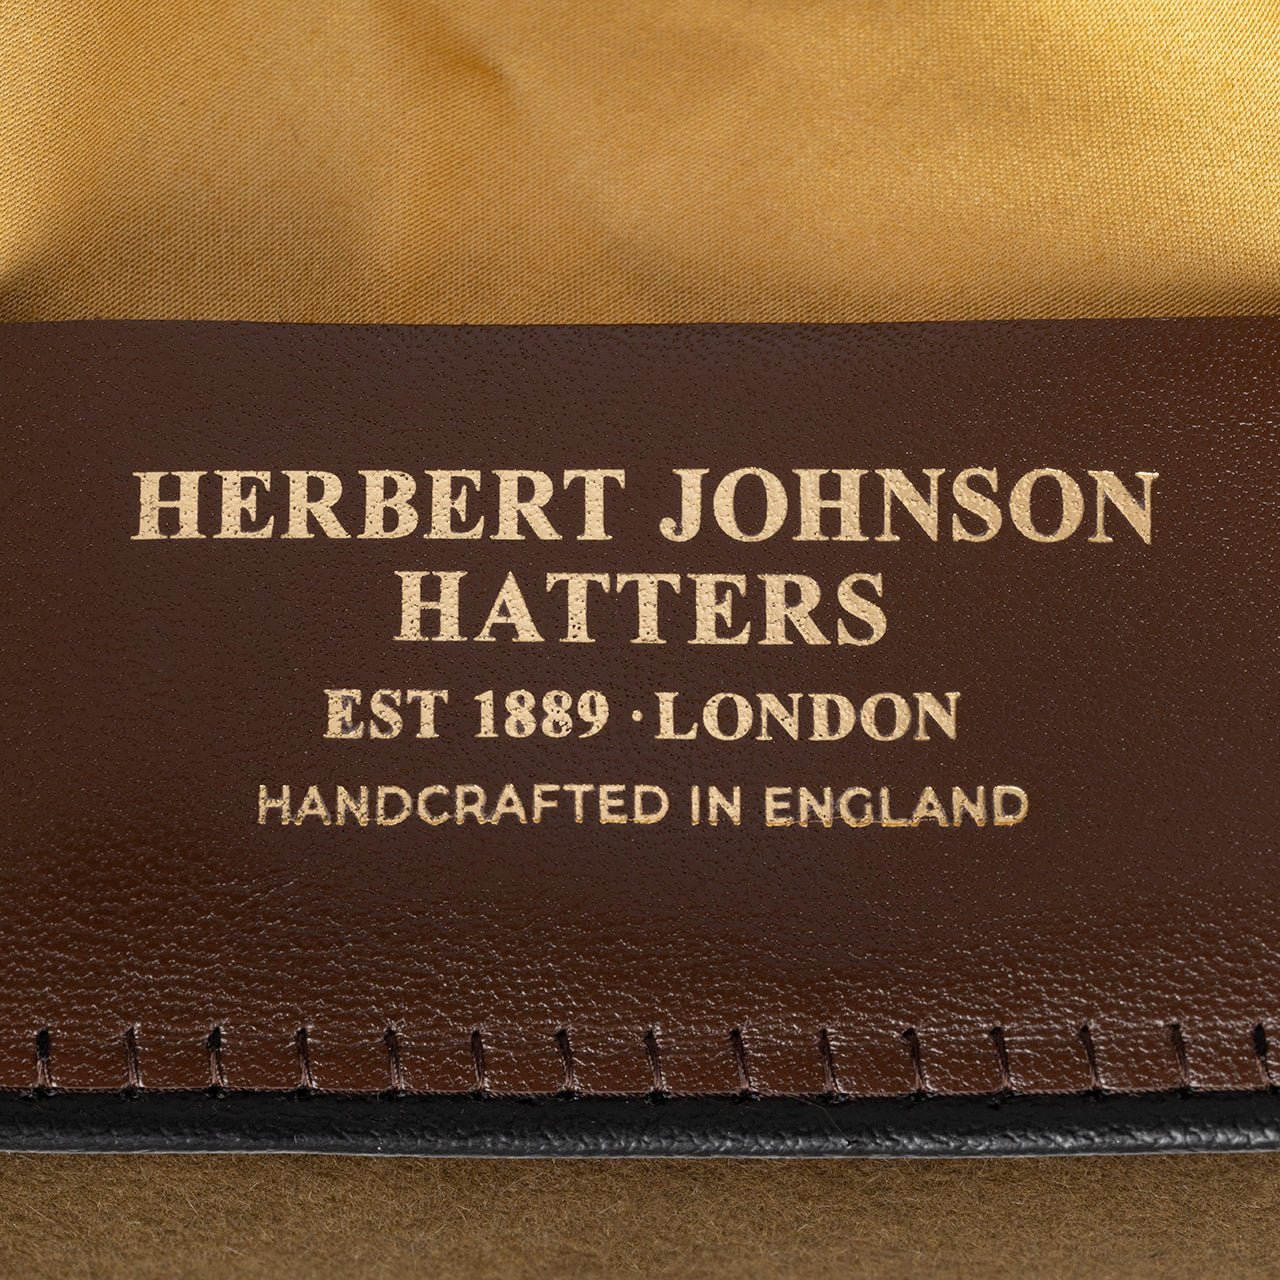 HERBERT JOHNSON
HATTERS
EST 1889 · LONDON
HANDCRAFTED IN ENGLAND